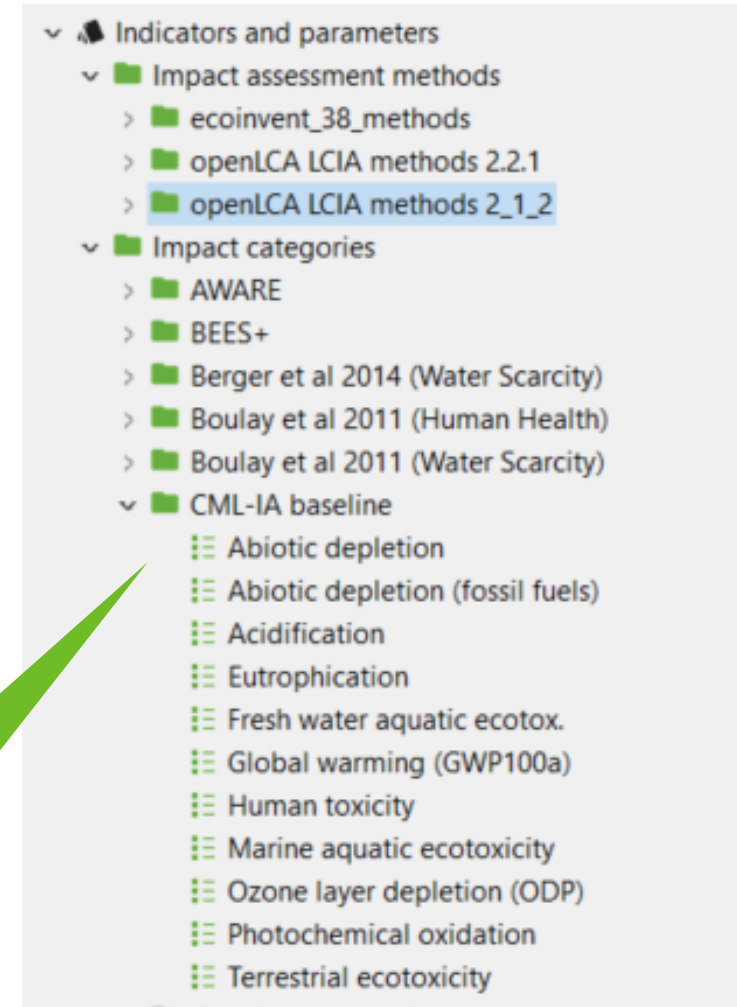 Indicators and parameters
Impact assessment methods
ecoinvent_38_methods
openLCA LCIA methods 2.2.1
openLCA LCIA methods 2_1_2
Impact categories
AWARE
BEES+
Berger et al 2014 (Water Scarcity)
Boulay et al 2011 (Human Health)
Boulay et al 2011 (Water Scarcity)
CML-IA baseline
Abiotic depletion
Abiotic depletion (fossil fuels)
Acidification
Eutrophication
Fresh water aquatic ecotox.
Global warming (GWP100a)
Human toxicity
Marine aquatic ecotoxicity
Ozone layer depletion (ODP)
Photochemical oxidation
Terrestrial ecotoxicity